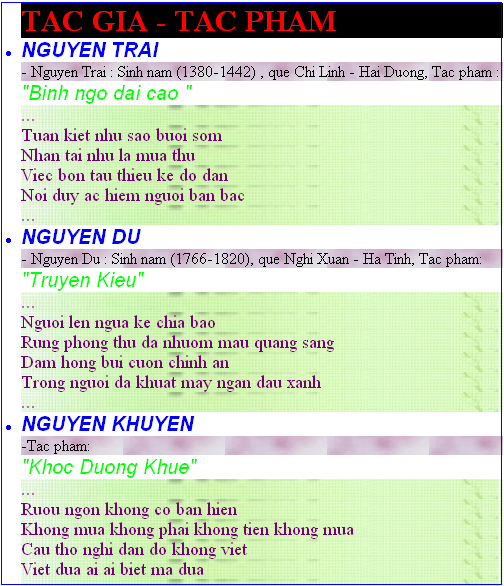 TAC GIA - TAC PHAM
NGUYEN TRAI
- Nguyen Trai : Sinh nam (1380-1442) , que Chi Linh - Hai Duong, Tac pham :
"Binh ngo dai cao "
...
Tuan kiet nhu sao buoi som
Nhan tai nhu la mua thu
Viec bon tau thieu ke do dan
Noi duy ac hiem nguoi ban bac
...
NGUYEN DU
- Nguyen Du : Sinh nam (1766-1820), que Nghi Xuan - Ha Tinh, Tac pham:
"Truyen Kieu"
...
Nguoi len ngua ke chia bao
Rung phong thu da nhuom mau quang sang
Dam hong bui cuon chinh an
Trong nguoi da khuat may ngan dau xanh
...
NGUYEN KHUYEN
-Tac pham:
"Khoc Duong Khue"
...
Ruou ngon khong co ban hien
Khong mua khong phai khong tien khong mua
Cau tho nghi dan do khong viet
Viet dua ai ai biet ma dua